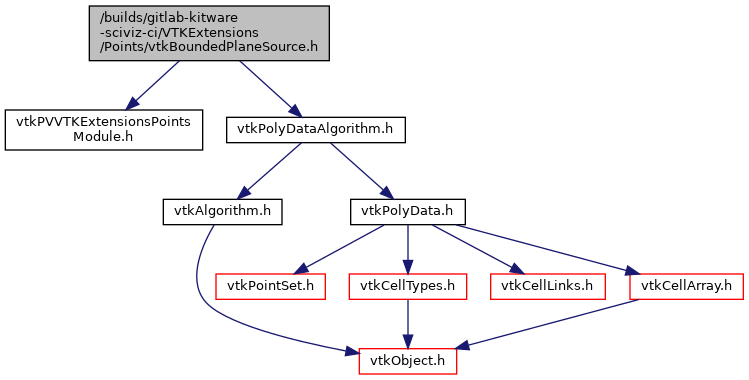 /builds/gitlab-kitware
-sciviz-ci/VTKExtensions
/Points/vtkBoundedPlaneSource.h
vtkPVVTKExtensionsPoints
Module.h
vtkPolyDataAlgorithm.h
vtkAlgorithm.h
vtkPolyData.h
vtkPointSet.h
vtkCellTypes.h
vtkCellLinks.h
vtkCellArray.h
vtkObject.h